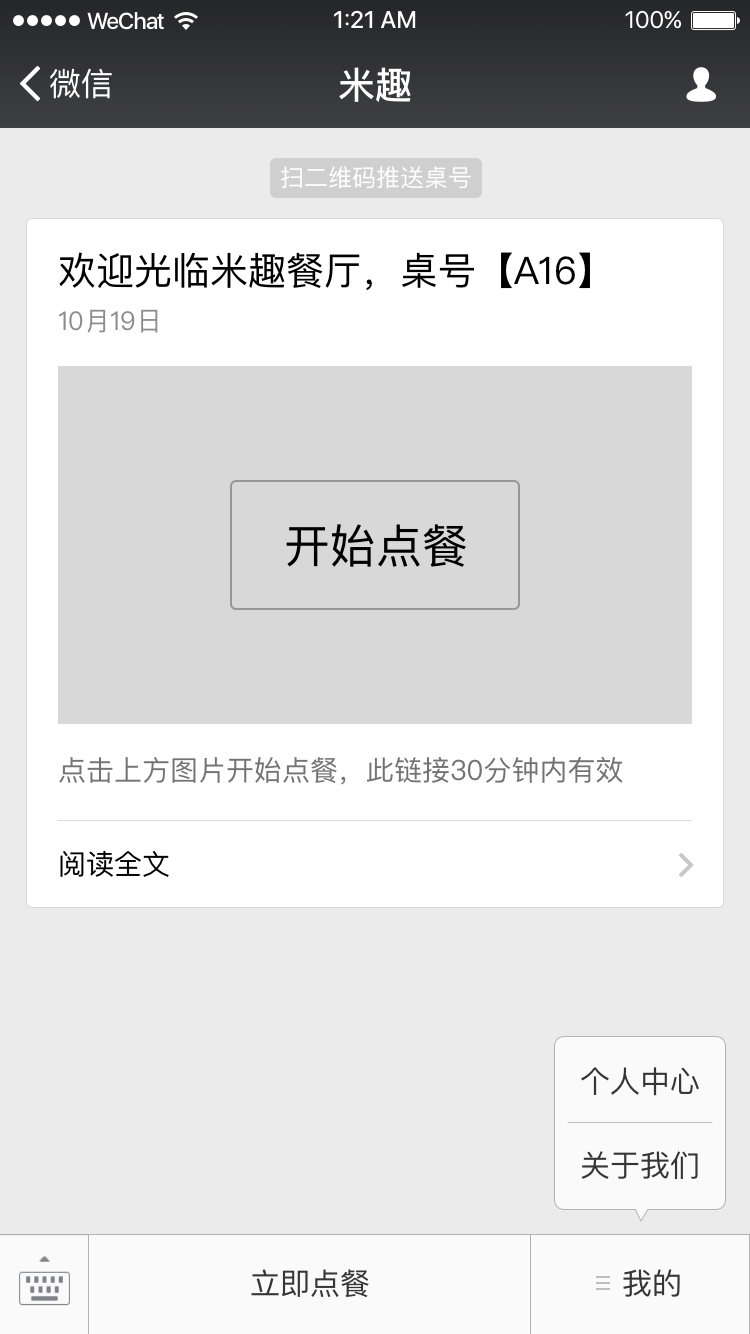 ●●●●● WeChat 1:21 AM 100%
微信 米趣
扫二维码推送桌号
欢迎光临米趣餐厅，桌号【A16】
10月19日
开始点餐
点击上方图片开始点餐，此链接30分钟内有效
阅读全文
个人中心
关于我们
立即点餐 我的